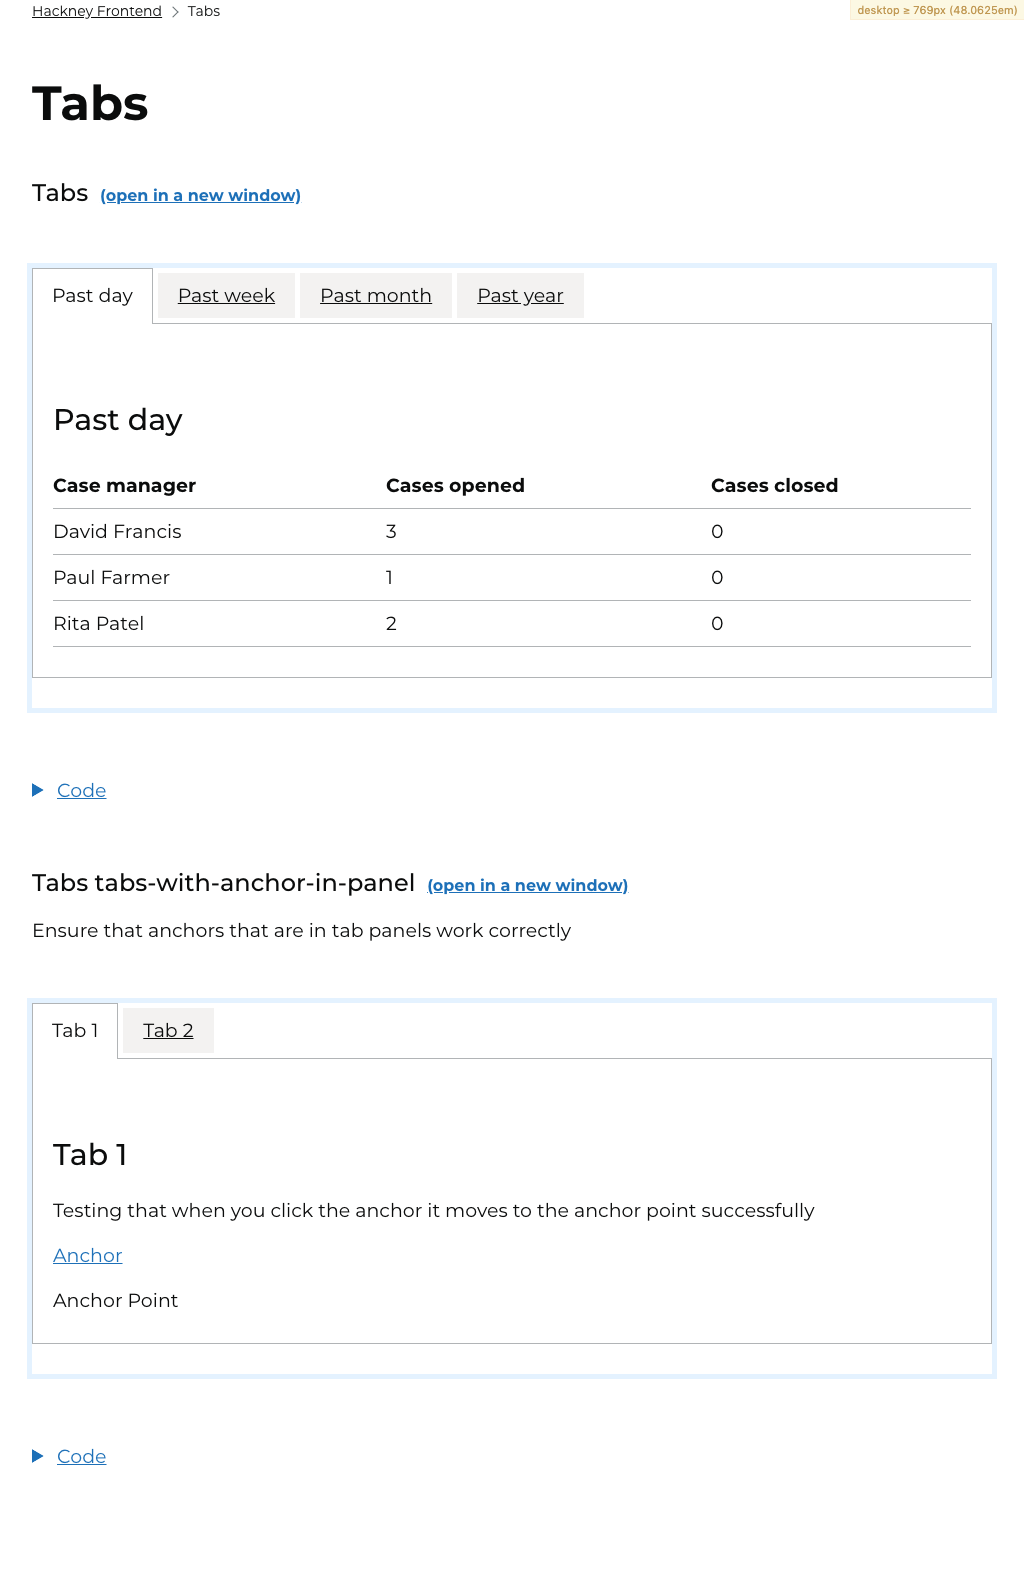 Hackney Frontend > Tabs
desktop ≥ 769px (48.0625em)
Tabs
Tabs (open in a new window)
Past day Past week Past month Past year
Past day
Case manager Cases opened Cases closed
David Francis 3 0
Paul Farmer 1 0
Rita Patel 2 0
Code
Tabs tabs-with-anchor-in-panel (open in a new window)
Ensure that anchors that are in tab panels work correctly
Tab 1 Tab 2
Tab 1
Testing that when you click the anchor it moves to the anchor point successfully
Anchor
Anchor Point
Code